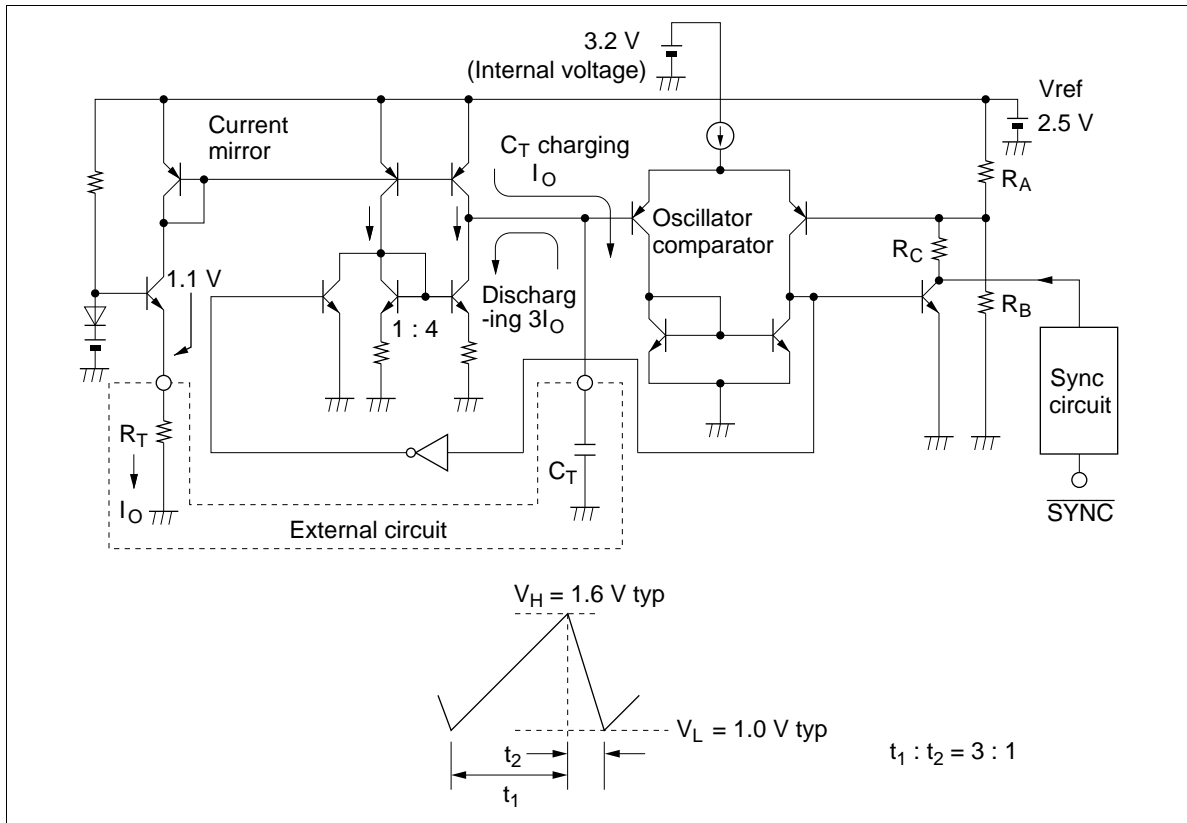 3.2 V
(Internal voltage)
Vref
2.5 V
Current
mirror
C_T charging
I_O
R_A
Oscillator
comparator
R_C
1.1 V
Discharg
-ing 3I_O
R_B
1 : 4
Sync
circuit
R_T
C_T
I_O
SYNC
External circuit
V_H = 1.6 V typ
V_L = 1.0 V typ
t_2
t_1 : t_2 = 3 : 1
t_1